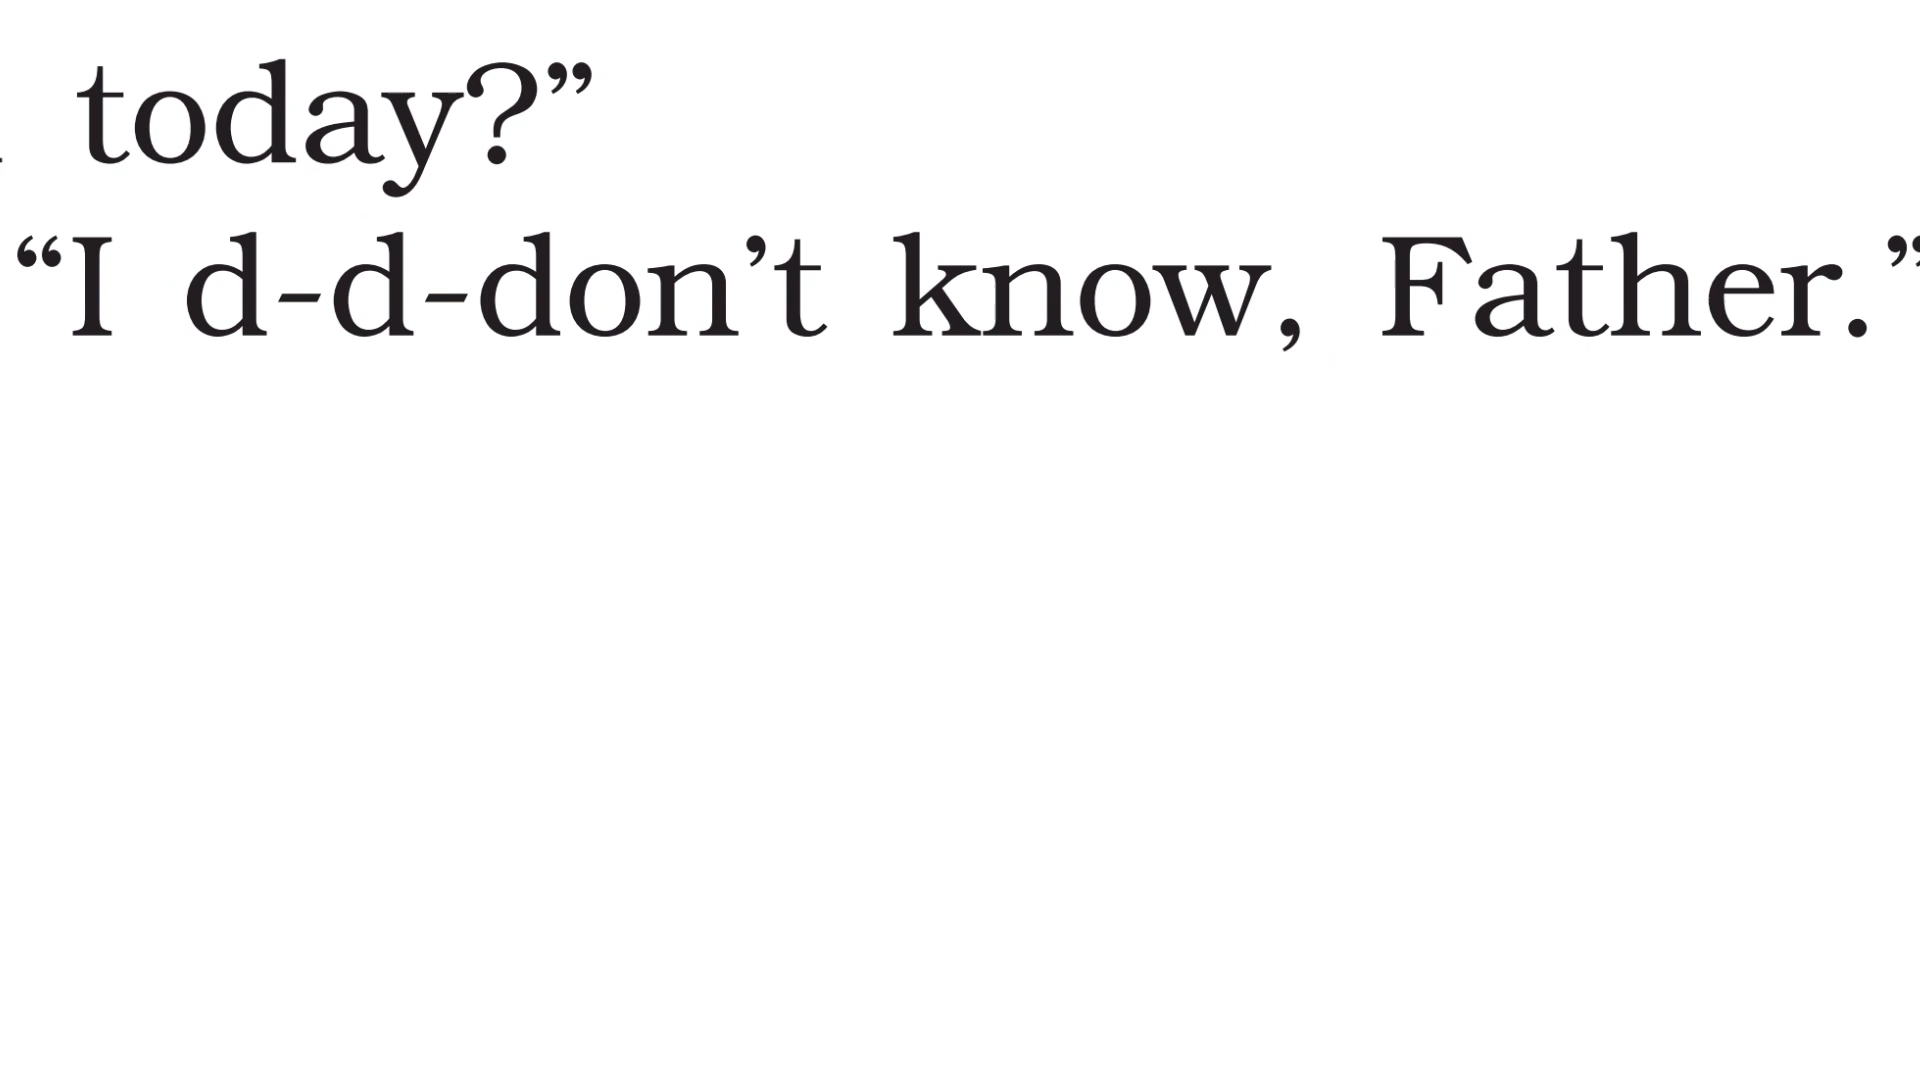 today?”
“I d-d-don’t know, Father.”